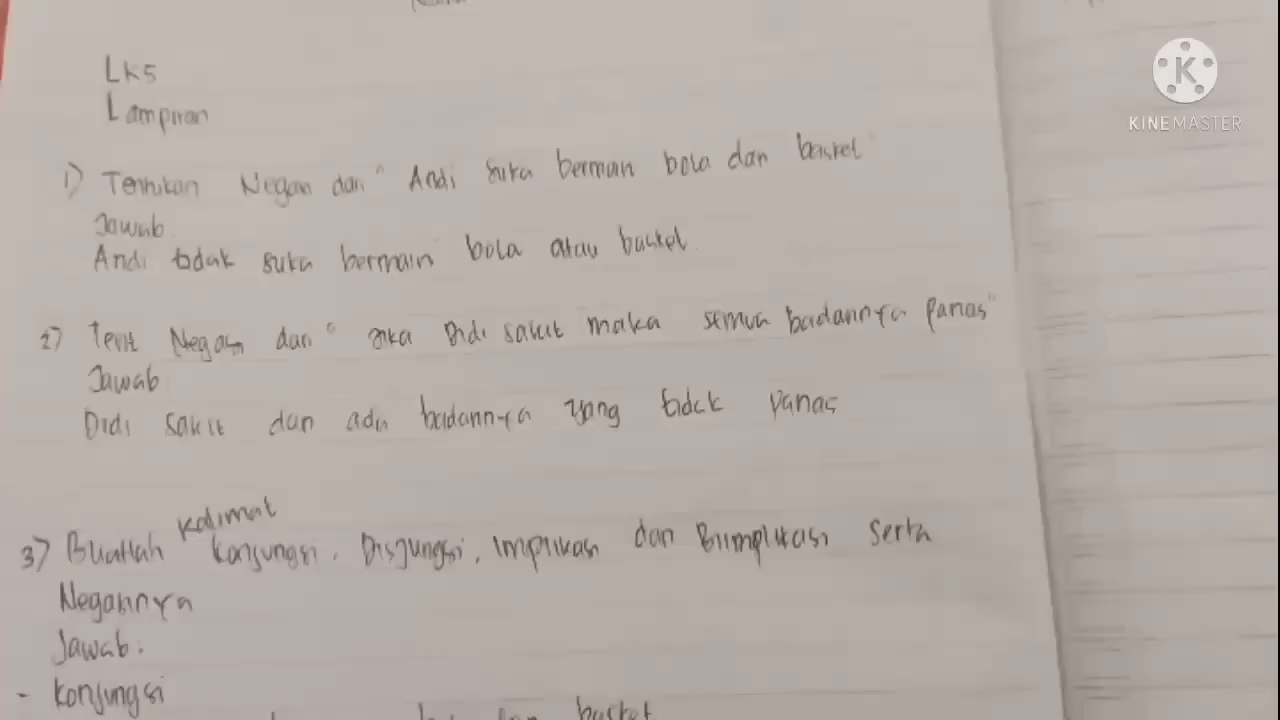 LK5
Lampiran
1) Tentukan Negasi dari " Andi suka bermain bola dan basket"
Jawab
Andi tidak suka bermain bola atau basket.
2) Tent Negasi dari " Jika Didi sakit maka semua badannya panas"
Jawab
Didi sakit dan ada badannya yang tidak panas
kalimat
3) Buatlah konjungsi, Disjungsi, implikasi dan Biimplikasi serta
Negasinya
Jawab.
- konjungsi
dan basket
KINEMASTER